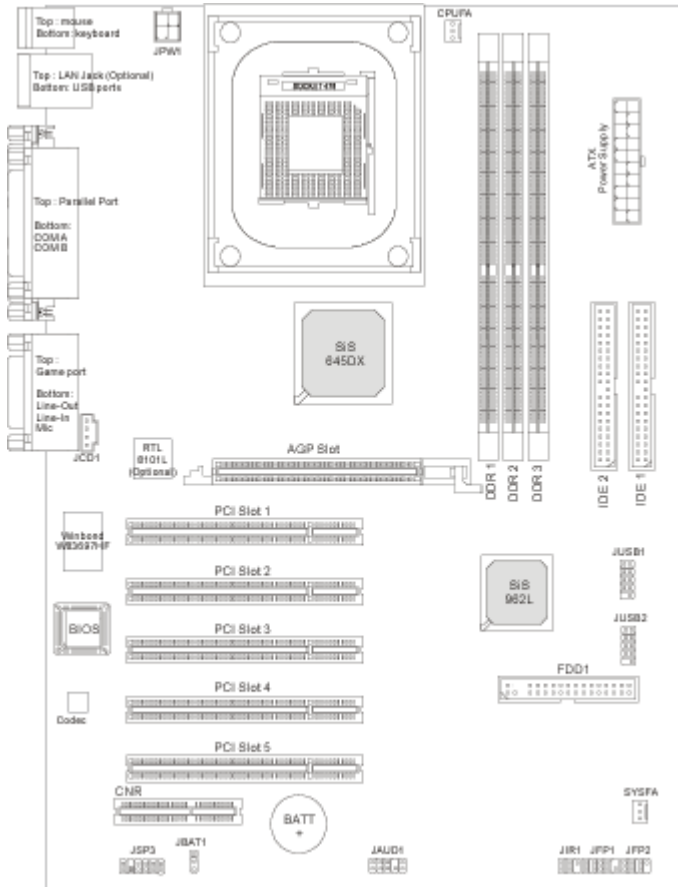 Top : mouse
Bottom: keyboard
JPW1
CPUFA
Top : LAN Jack (Optional)
Bottom: USB ports
SOCKET 478
ATX
Power Supply
Top : Parallel Port
Bottom:
COMA
COMB
SiS
645DX
Top :
Game port
Bottom:
Line-Out
Line-In
Mic
JCD1
RTL
8101L
(Optional)
AGP Slot
DDR 1
DDR 2
DDR 3
IDE 2
IDE 1
PCI Slot 1
Winbond
W83697HF
JUSB1
PCI Slot 2
SiS
962L
BIOS
PCI Slot 3
JUSB2
FDD1
PCI Slot 4
Codec
PCI Slot 5
CNR
BATT
+
SYSFA
JSP3
JBAT1
JAUD1
JIR1
JFP1
JFP2